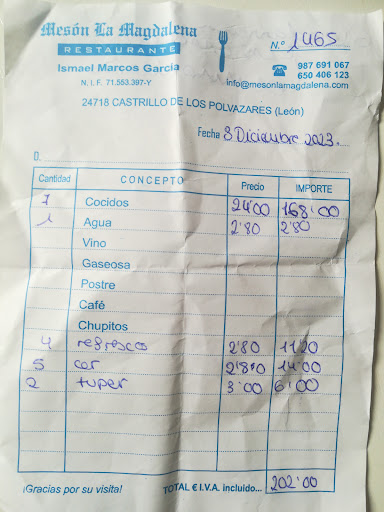 Mesón La Magdalena
RESTAURANTE
Ismael Marcos García
N. I. F. 71.553.397-Y
N.º 1465
987 691 067
650 406 123
info@mesonlamagdalena.com
24718 CASTRILLO DE LOS POLVAZARES (León)
Fecha 8 Diciembre 2023
D.
Cantidad CONCEPTO Precio IMPORTE
7 Cocidos 24'00 168'00
1 Agua 2'80 2'80
Vino
Gaseosa
Postre
Café
Chupitos
4 refresco 2'80 11'20
5 cer 2'80 14'00
2 tuper 3'00 6'00
¡Gracias por su visita! TOTAL € I.V.A. incluido... 202'00